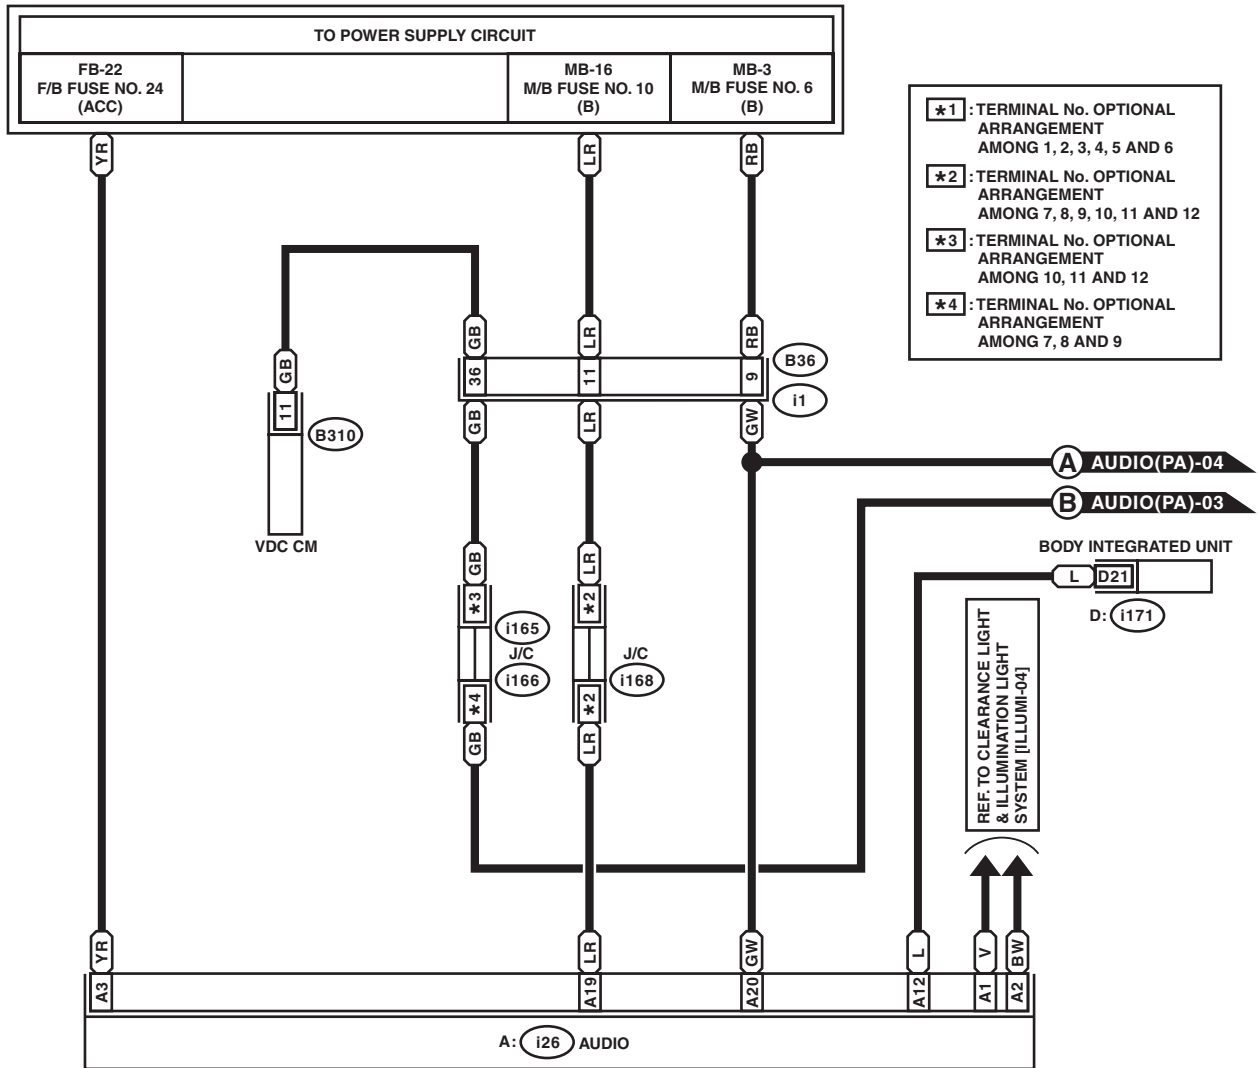 TO POWER SUPPLY CIRCUIT
FB-22
F/B FUSE NO. 24
(ACC)
MB-16
M/B FUSE NO. 10
(B)
MB-3
M/B FUSE NO. 6
(B)
*1 : TERMINAL No. OPTIONAL
ARRANGEMENT
AMONG 1, 2, 3, 4, 5 AND 6
*2 : TERMINAL No. OPTIONAL
ARRANGEMENT
AMONG 7, 8, 9, 10, 11 AND 12
*3 : TERMINAL No. OPTIONAL
ARRANGEMENT
AMONG 10, 11 AND 12
*4 : TERMINAL No. OPTIONAL
ARRANGEMENT
AMONG 7, 8 AND 9
YR
LR
RB
GB
LR
RB
GB
36
11
9
B36
i1
11
B310
GB
LR
GW
VDC CM
A AUDIO(PA)-04
B AUDIO(PA)-03
BODY INTEGRATED UNIT
L
D21
D: i171
GB
LR
*3
*2
i165
J/C
J/C
i166
i168
*4
*2
GB
LR
REF. TO CLEARANCE LIGHT
& ILLUMINATION LIGHT
SYSTEM [ILLUMI-04]
YR
LR
GW
L
V
BW
A3
A19
A20
A12
A1
A2
A: i26 AUDIO